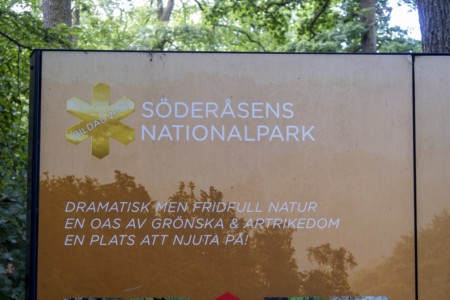 SÖDERÅSENS
NATIONALPARK
DRAMATISK MEN FRIDFULL NATUR
EN OAS AV GRÖNSKA & ARTRIKEDOM
EN PLATS ATT NJUTA PÅ!